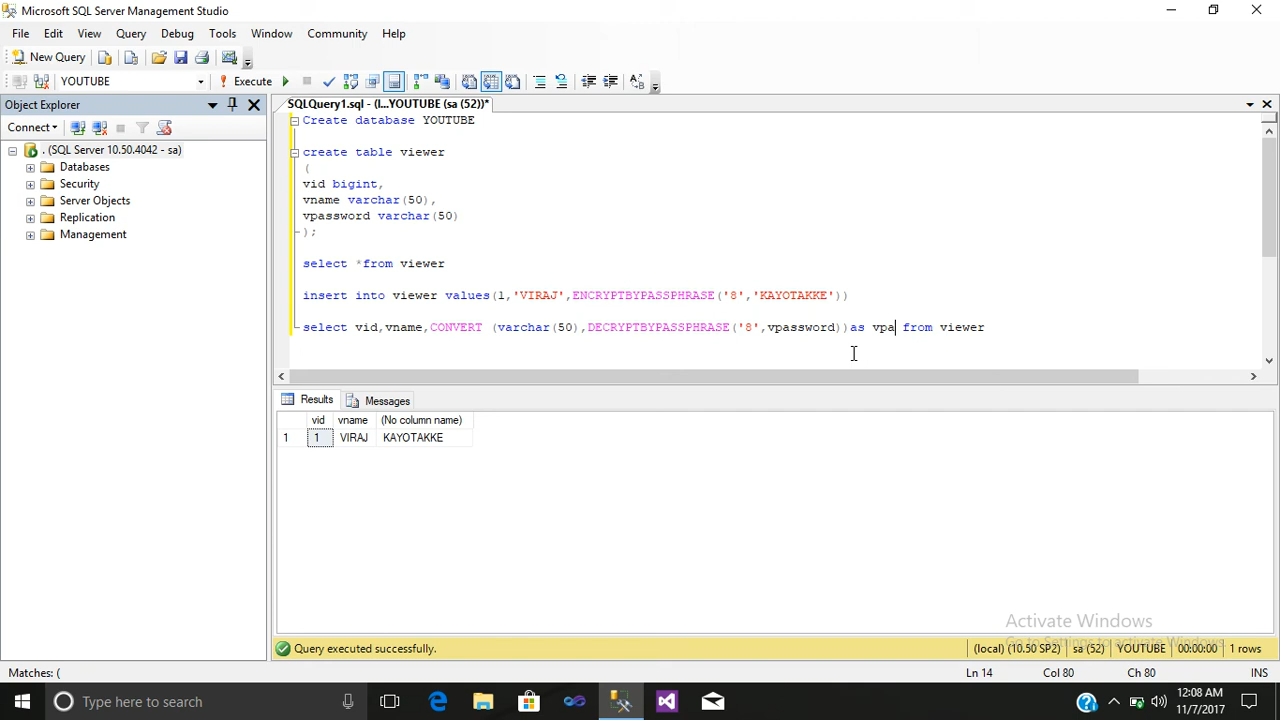 Microsoft SQL Server Management Studio
File Edit View Query Debug Tools Window Community Help
New Query
YOUTUBE Execute
Object Explorer
SQLQuery1.sql - (l...YOUTUBE (sa (52))*
Connect
. (SQL Server 10.50.4042 - sa)
Databases
Security
Server Objects
Replication
Management
Create database YOUTUBE
create table viewer
(
vid bigint,
vname varchar(50),
vpassword varchar(50)
);
select *from viewer
insert into viewer values(1,'VIRAJ',ENCRYPTBYPASSPHRASE('8','KAYOTAKKE'))
select vid,vname,CONVERT (varchar(50),DECRYPTBYPASSPHRASE('8',vpassword))as vpa from viewer
Results Messages
vid vname (No column name)
1 1 VIRAJ KAYOTAKKE
Activate Windows
Go to Settings to activate Windows.
Query executed successfully. (local) (10.50 SP2) sa (52) YOUTUBE 00:00:00 1 rows
Matches: ( Ln 14 Col 80 Ch 80 INS
Type here to search
12:08 AM
11/7/2017